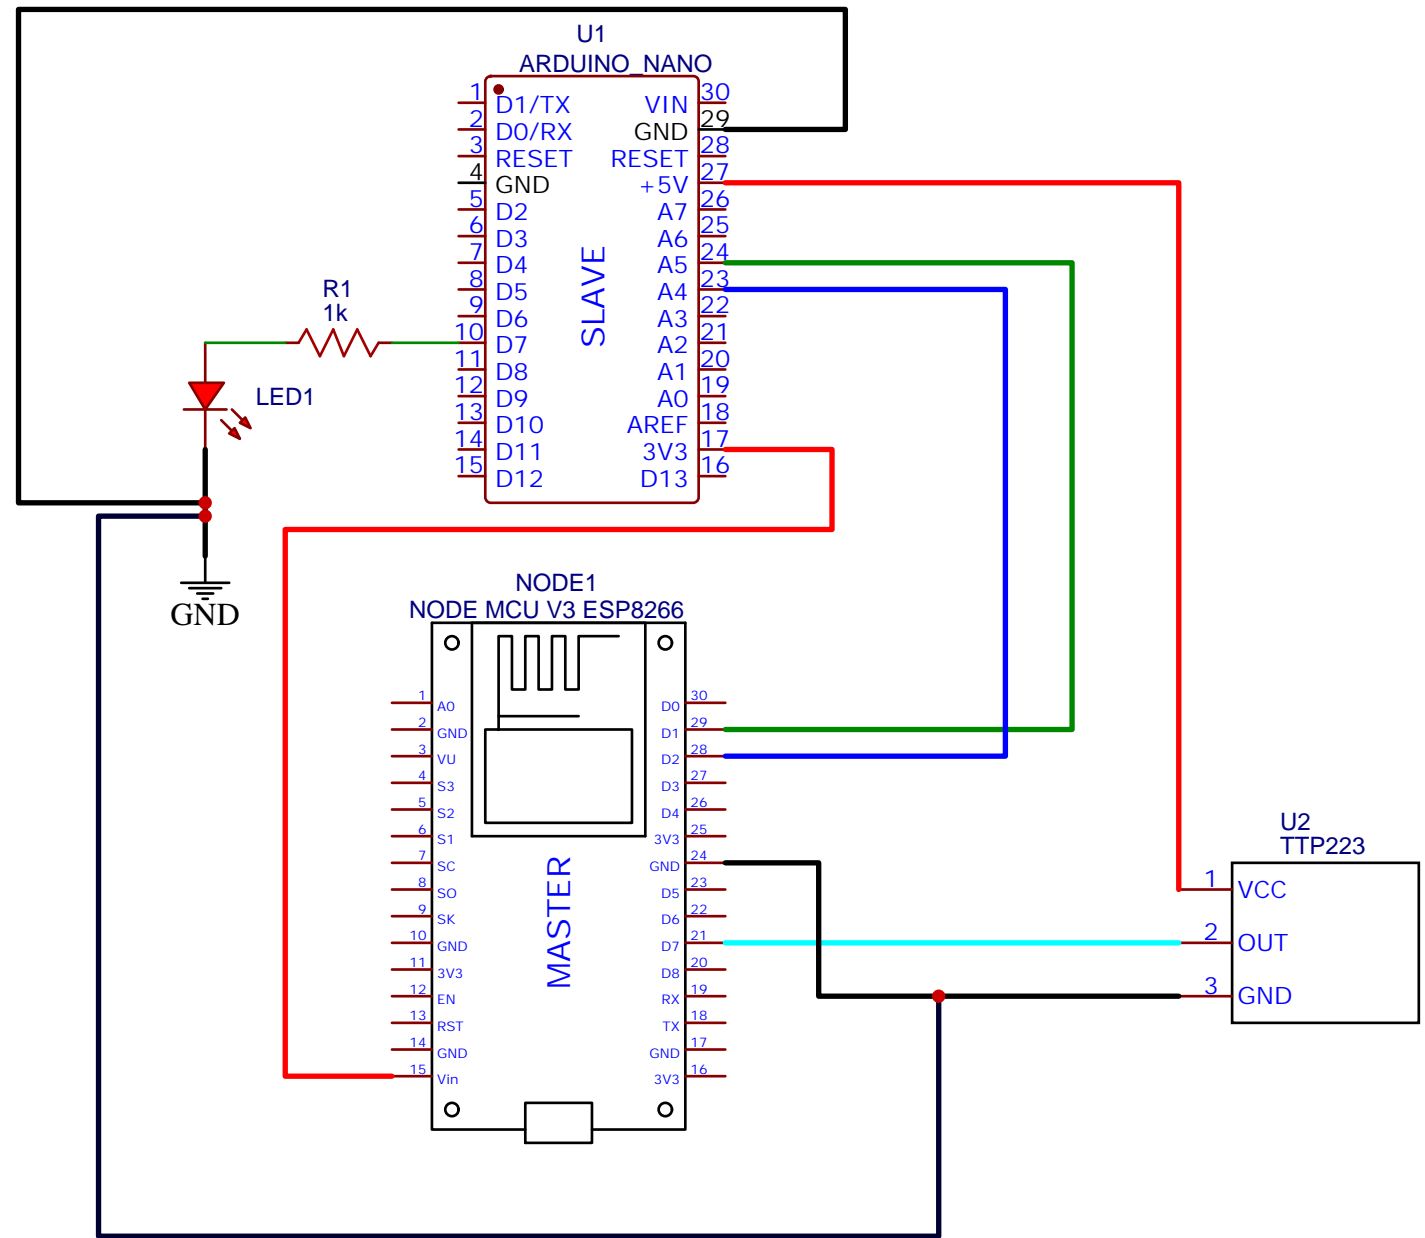 U1
ARDUINO_NANO
1 D1/TX VIN 30
2 D0/RX GND 29
3 RESET RESET 28
4 GND +5V 27
5 D2 A7 26
6 D3 A6 25
7 D4 A5 24
8 D5 A4 23
9 D6 A3 22
10 D7 A2 21
11 D8 A1 20
12 D9 A0 19
13 D10 AREF 18
14 D11 3V3 17
15 D12 D13 16
SLAVE
R1
1k
LED1
GND
NODE1
NODE MCU V3 ESP8266
1 A0 D0 30
2 GND D1 29
3 VU D2 28
4 S3 D3 27
5 S2 D4 26
6 S1 3V3 25
7 SC GND 24
8 SO D5 23
9 SK D6 22
10 GND D7 21
11 3V3 D8 20
12 EN RX 19
13 RST TX 18
14 GND GND 17
15 Vin 3V3 16
MASTER
U2
TTP223
1 VCC
2 OUT
3 GND